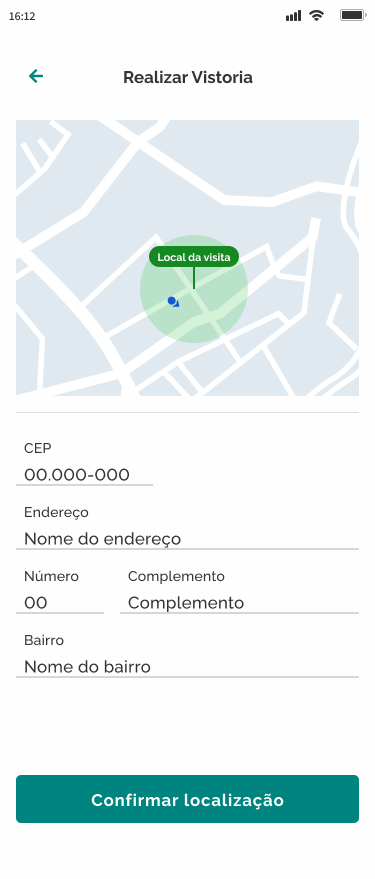 16:12
Realizar Vistoria
Local da visita
CEP
00.000-000
Endereço
Nome do endereço
Número
Complemento
00
Complemento
Bairro
Nome do bairro
Confirmar localização